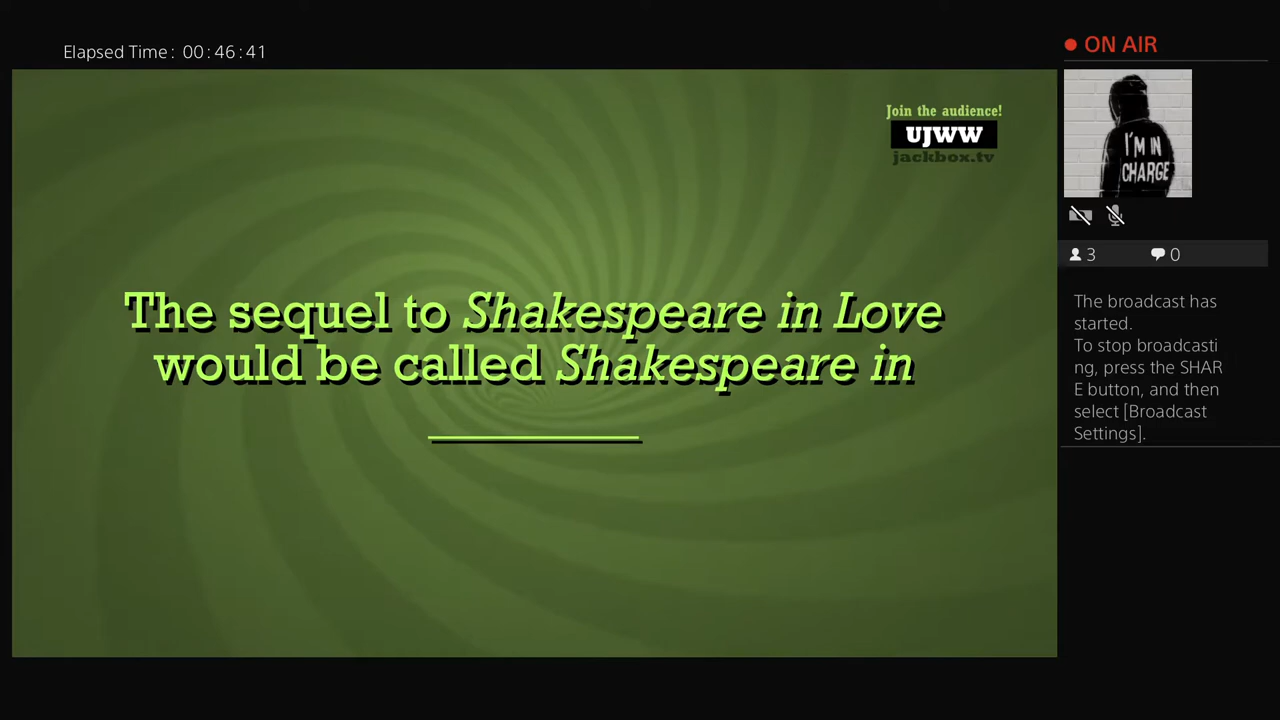 Elapsed Time: 00:46:41
ON AIR
Join the audience!
UJWW
jackbox.tv
I'M IN
CHARGE
3
0
The sequel to Shakespeare in Love
would be called Shakespeare in
The broadcast has
started.
To stop broadcasti
ng, press the SHAR
E button, and then
select [Broadcast
Settings].